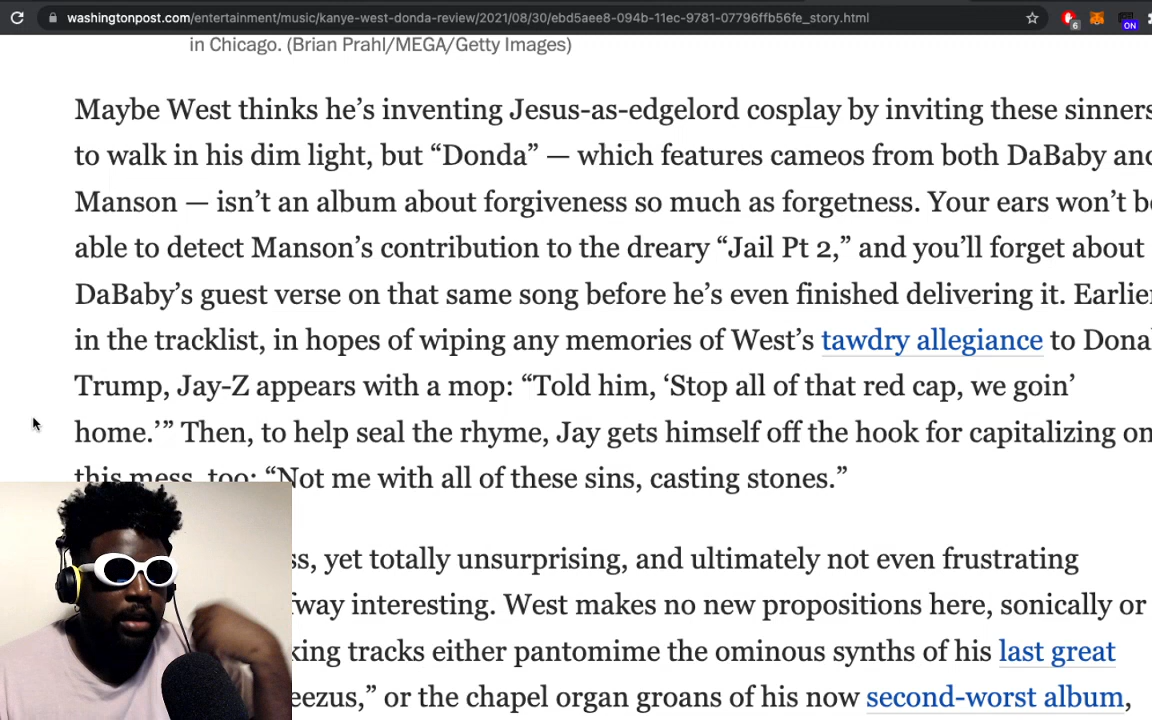 washingtonpost.com/entertainment/music/kanye-west-donda-review/2021/08/30/ebd5aee8-094b-11ec-9781-07796ffb56fe_story.html
6
ON
in Chicago. (Brian Prahl/MEGA/Getty Images)
Maybe West thinks he’s inventing Jesus-as-edgelord cosplay by inviting these sinners
to walk in his dim light, but “Donda” — which features cameos from both DaBaby and
Manson — isn’t an album about forgiveness so much as forgetness. Your ears won’t be
able to detect Manson’s contribution to the dreary “Jail Pt 2,” and you’ll forget about
DaBaby’s guest verse on that same song before he’s even finished delivering it. Earlier
in the tracklist, in hopes of wiping any memories of West’s tawdry allegiance to Dona
Trump, Jay-Z appears with a mop: “Told him, ‘Stop all of that red cap, we goin’
home.’” Then, to help seal the rhyme, Jay gets himself off the hook for capitalizing on
this mess, too: “Not me with all of these sins, casting stones.”
ss, yet totally unsurprising, and ultimately not even frustrating
fway interesting. West makes no new propositions here, sonically or
king tracks either pantomime the ominous synths of his last great
eezus,” or the chapel organ groans of his now second-worst album,